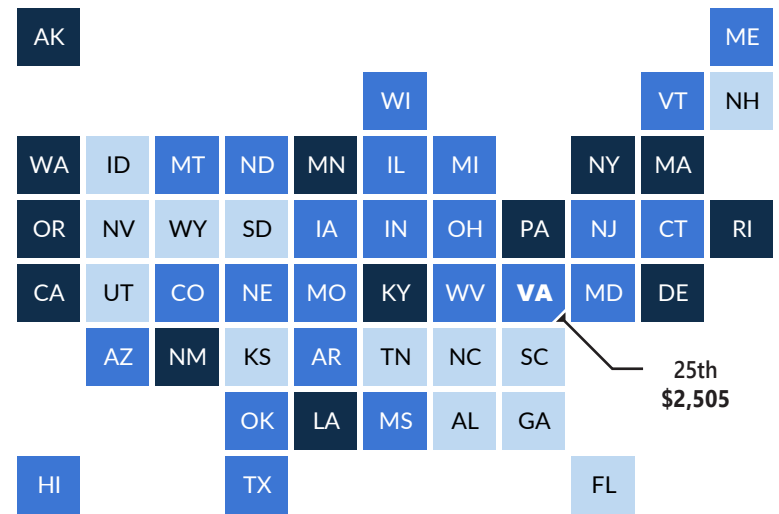 AK ME
WI VT NH
WA ID MT ND MN IL MI NY MA
OR NV WY SD IA IN OH PA NJ CT RI
CA UT CO NE MO KY WV VA MD DE
AZ NM KS AR TN NC SC
25th
$2,505
OK LA MS AL GA
HI TX FL